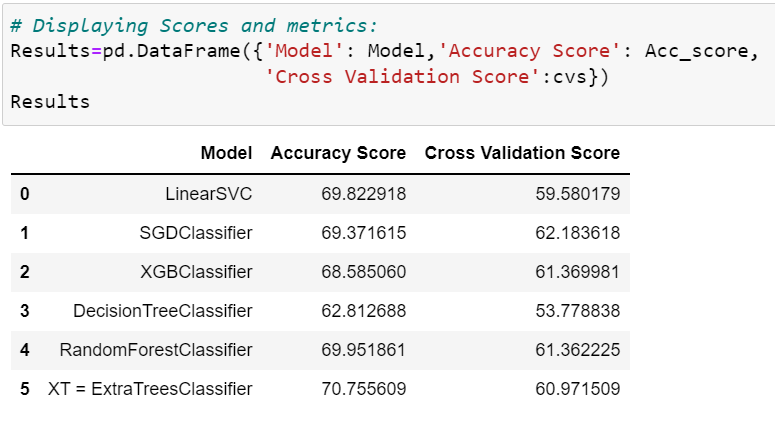 # Displaying Scores and metrics:
Results=pd.DataFrame({'Model': Model,'Accuracy Score': Acc_score,
'Cross Validation Score':cvs})
Results
Model Accuracy Score Cross Validation Score
0 LinearSVC 69.822918 59.580179
1 SGDClassifier 69.371615 62.183618
2 XGBClassifier 68.585060 61.369981
3 DecisionTreeClassifier 62.812688 53.778838
4 RandomForestClassifier 69.951861 61.362225
5 XT = ExtraTreesClassifier 70.755609 60.971509